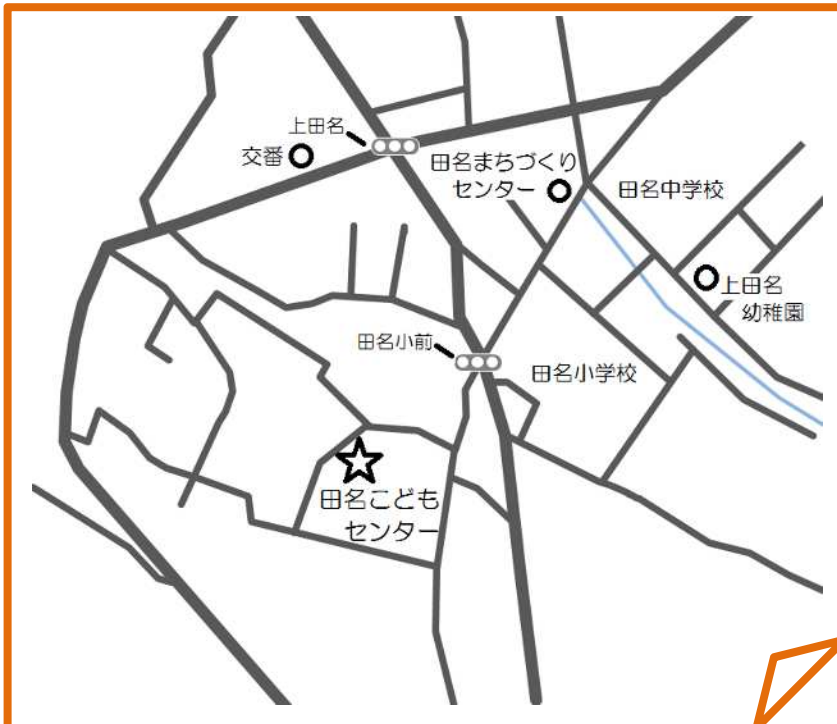 上田名
交番
田名まちづくり
センター
田名中学校
上田名
幼稚園
田名小前
田名小学校
田名こども
センター